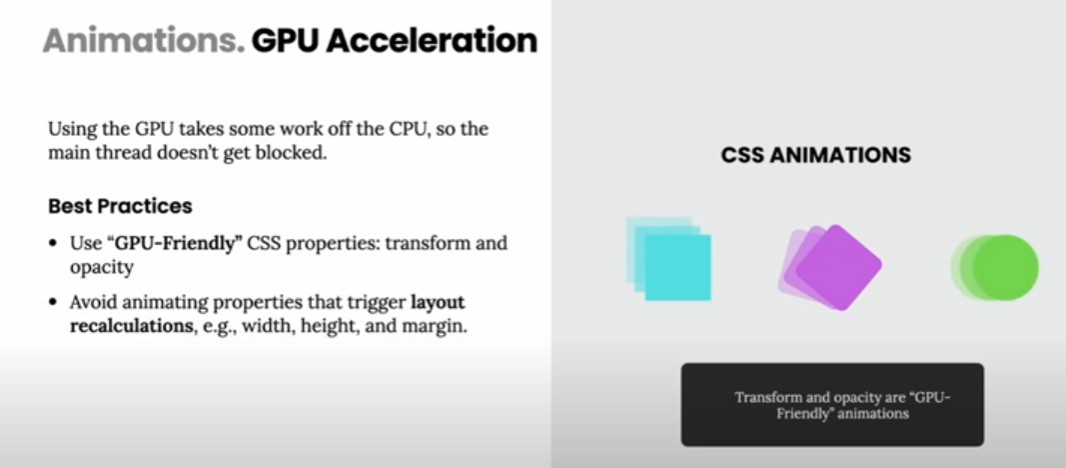 Animations. GPU Acceleration
Using the GPU takes some work off the CPU, so the
main thread doesn't get blocked.
Best Practices
• Use “GPU-Friendly” CSS properties: transform and
opacity
• Avoid animating properties that trigger layout
recalculations, e.g., width, height, and margin.
CSS ANIMATIONS
Transform and opacity are “GPU-
Friendly” animations